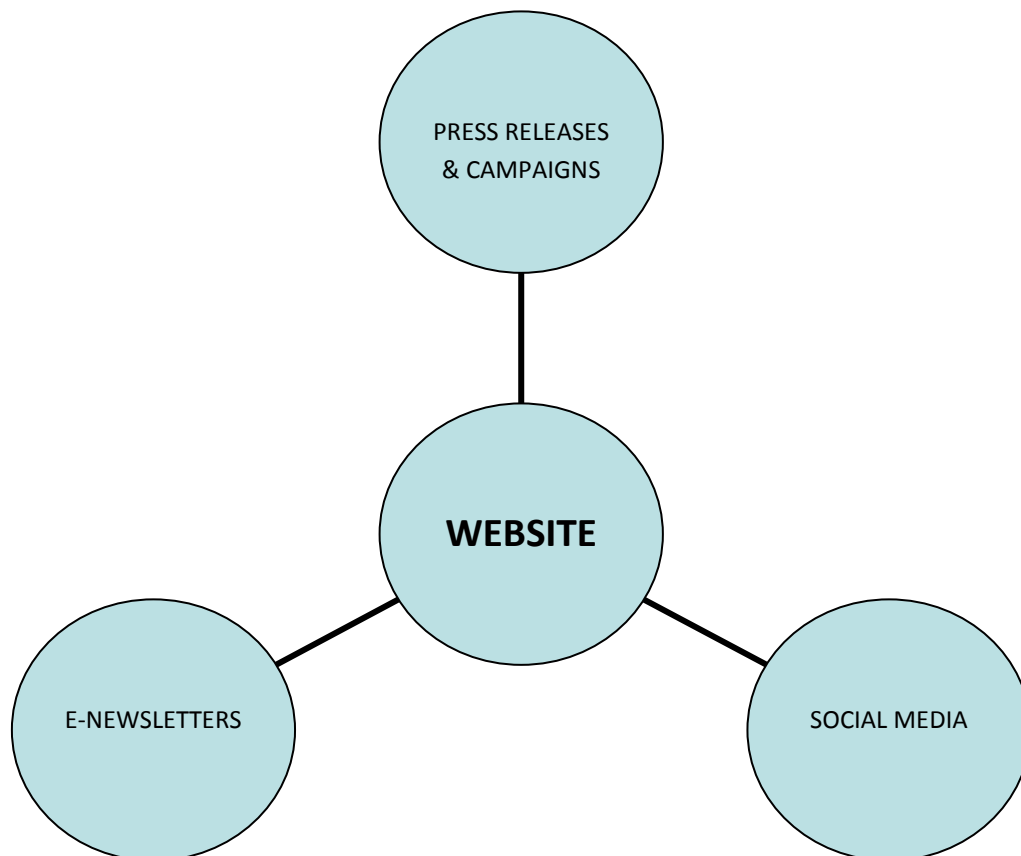 PRESS RELEASES
& CAMPAIGNS
WEBSITE
E-NEWSLETTERS
SOCIAL MEDIA